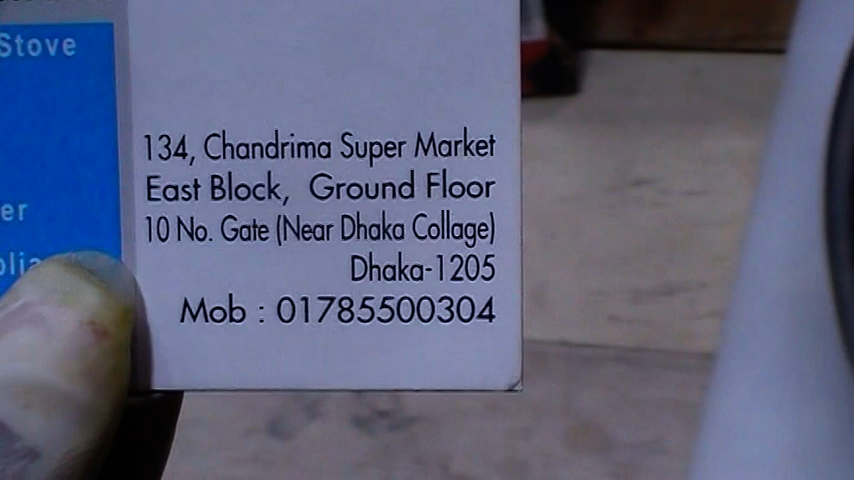 Stove
134, Chandrima Super Market
East Block, Ground Floor
10 No. Gate (Near Dhaka Collage)
Dhaka-1205
Mob : 01785500304